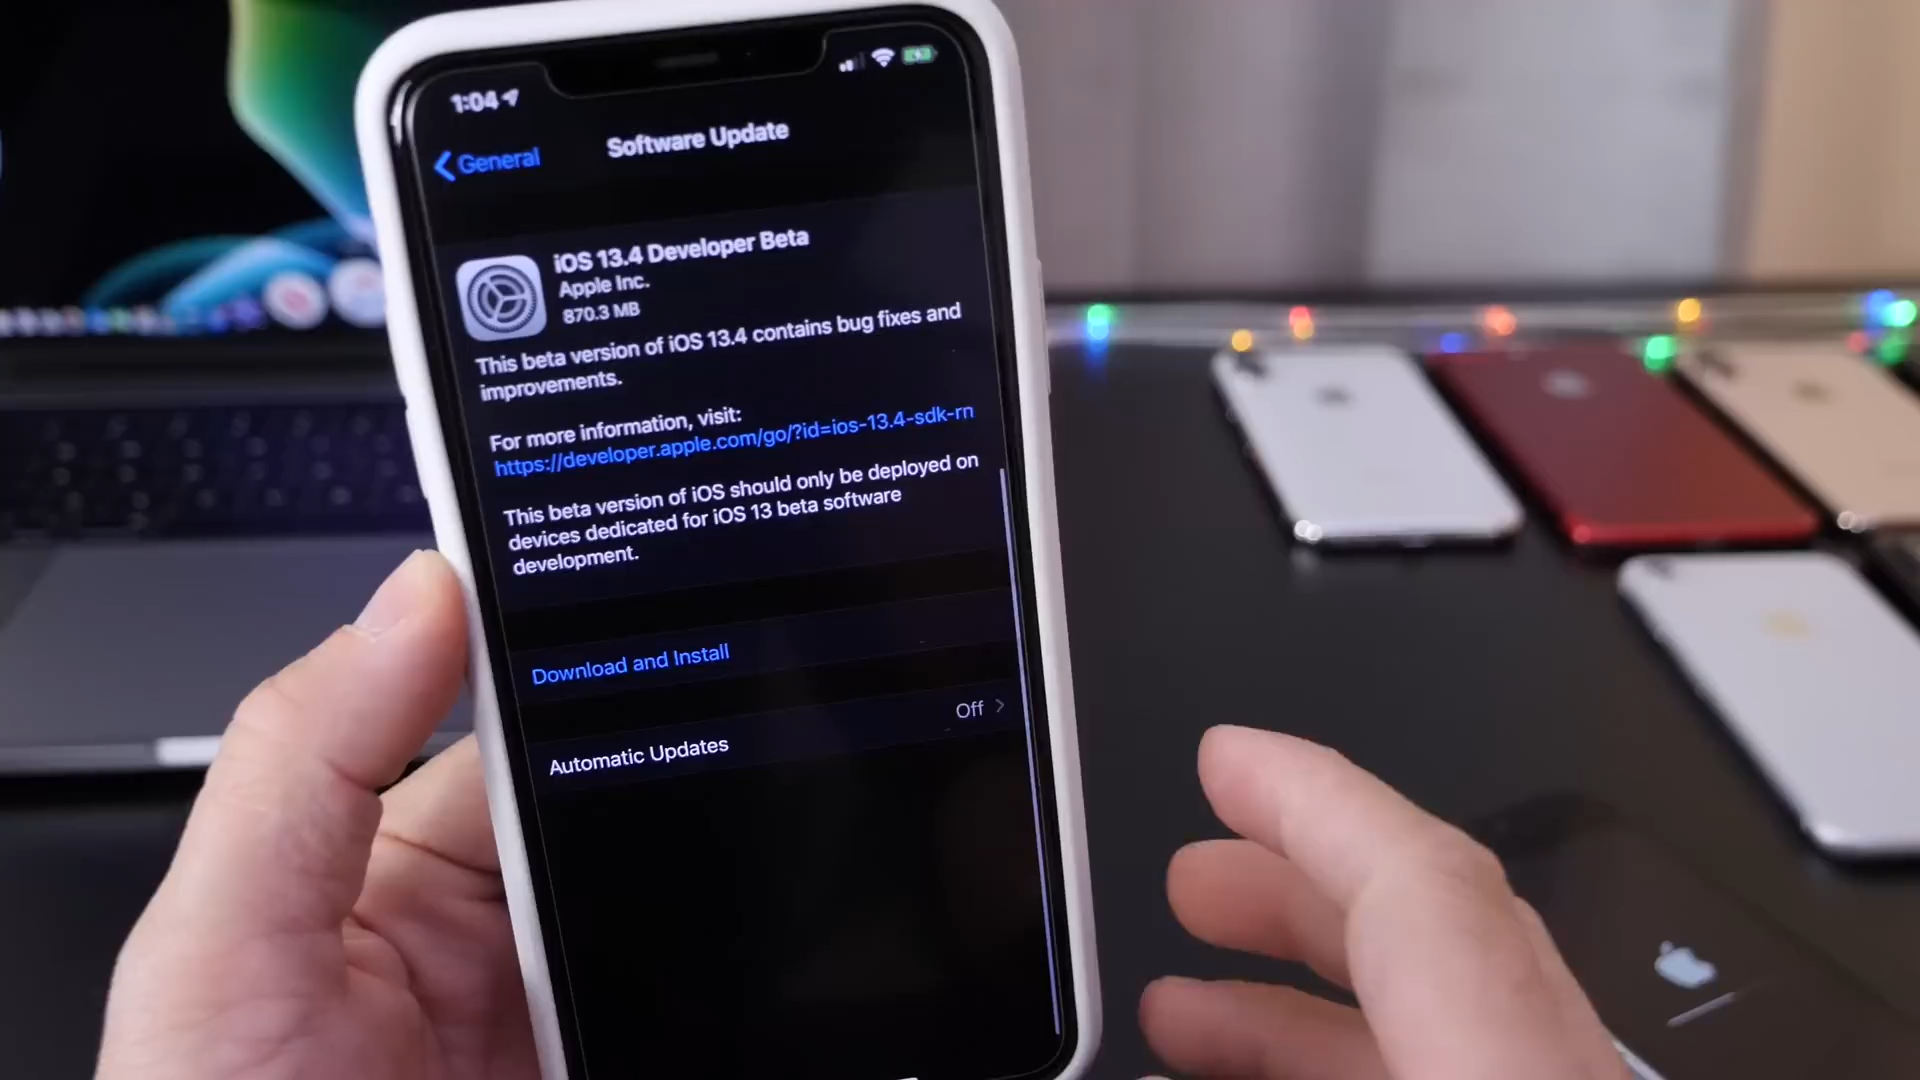 1:04
General
Software Update
iOS 13.4 Developer Beta
Apple Inc.
870.3 MB
This beta version of iOS 13.4 contains bug fixes and
improvements.
For more information, visit:
https://developer.apple.com/go/?id=ios-13.4-sdk-rn
This beta version of iOS should only be deployed on
devices dedicated for iOS 13 beta software
development.
Download and Install
Automatic Updates
Off